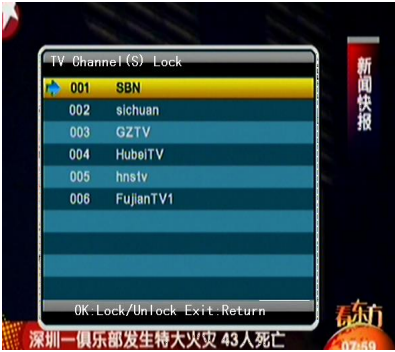 TV Channel(S) Lock
001 SBN
002 sichuan
003 GZTV
004 HubeiTV
005 hnstv
006 FujianTV1
OK:Lock/Unlock Exit:Return
新闻快报
看东方
深圳一俱乐部发生特大火灾 43人死亡
07:59